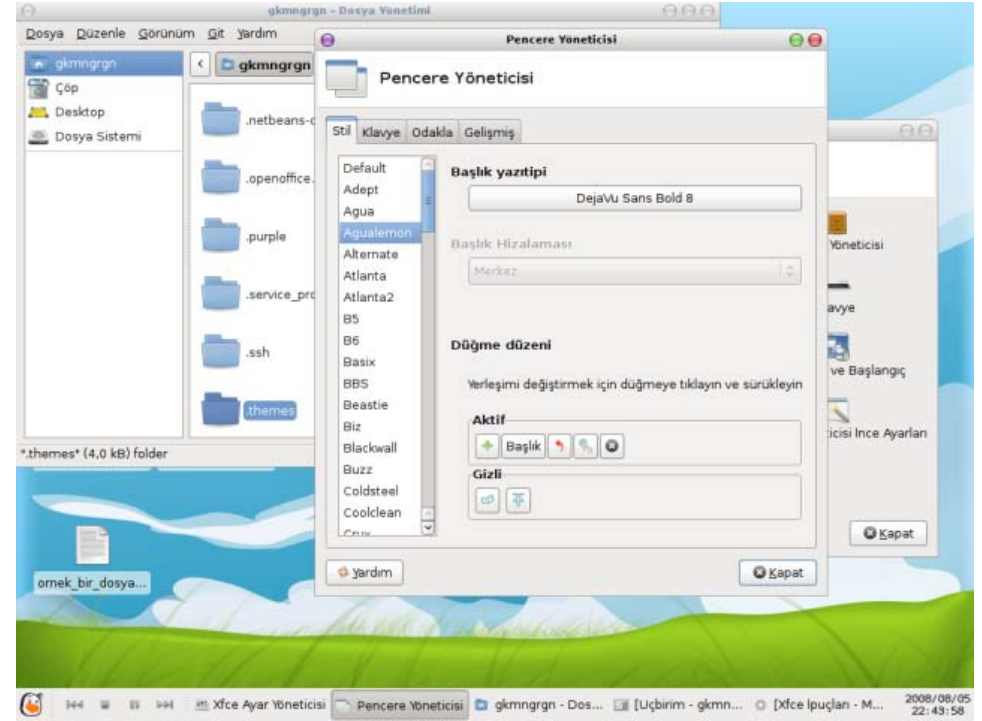 gkmngrgn - Dosya Yönetimi
Dosya Düzenle Görünüm Git Yardım
gkmngrgn
Çöp
Desktop
Dosya Sistemi
gkmngrgn
.netbeans-
.openoffice.
.purple
.service_pro
.ssh
.themes
".themes" (4,0 kB) folder
Pencere Yöneticisi
Pencere Yöneticisi
Stil Klavye Odakla Gelişmiş
Default
Adept
Agua
Agualemon
Alternate
Atlanta
Atlanta2
B5
B6
Basix
BBS
Beastie
Biz
Blackwall
Buzz
Coldsteel
Coolclean
Crux
Başlık yazıtipi
DejaVu Sans Bold 8
Başlık Hizalaması
Merkez
Düğme düzeni
Yerleşimi değiştirmek için düğmeye tıklayın ve sürükleyin
Aktif
Başlık
Gizli
Yardım
Kapat
Yöneticisi
avye
ve Başlangıç
icisi İnce Ayarları
Kapat
ornek_bir_dosya...
Xfce Ayar Yöneticisi
Pencere Yöneticisi
gkmngrgn - Dos...
[Uçbirim - gkmn...
[Xfce İpuçları - M...
2008/08/05
22:43:58